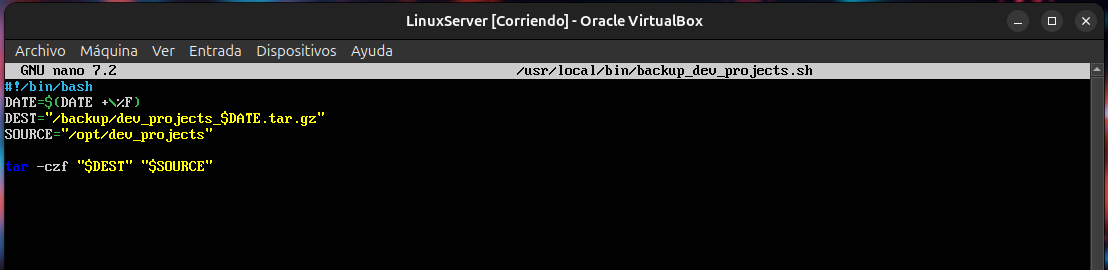 LinuxServer [Corriendo] - Oracle VirtualBox
Archivo Máquina Ver Entrada Dispositivos Ayuda
GNU nano 7.2 /usr/local/bin/backup_dev_projects.sh
#!/bin/bash
DATE=$(DATE +\%F)
DEST="/backup/dev_projects_$DATE.tar.gz"
SOURCE="/opt/dev_projects"
tar -czf "$DEST" "$SOURCE"